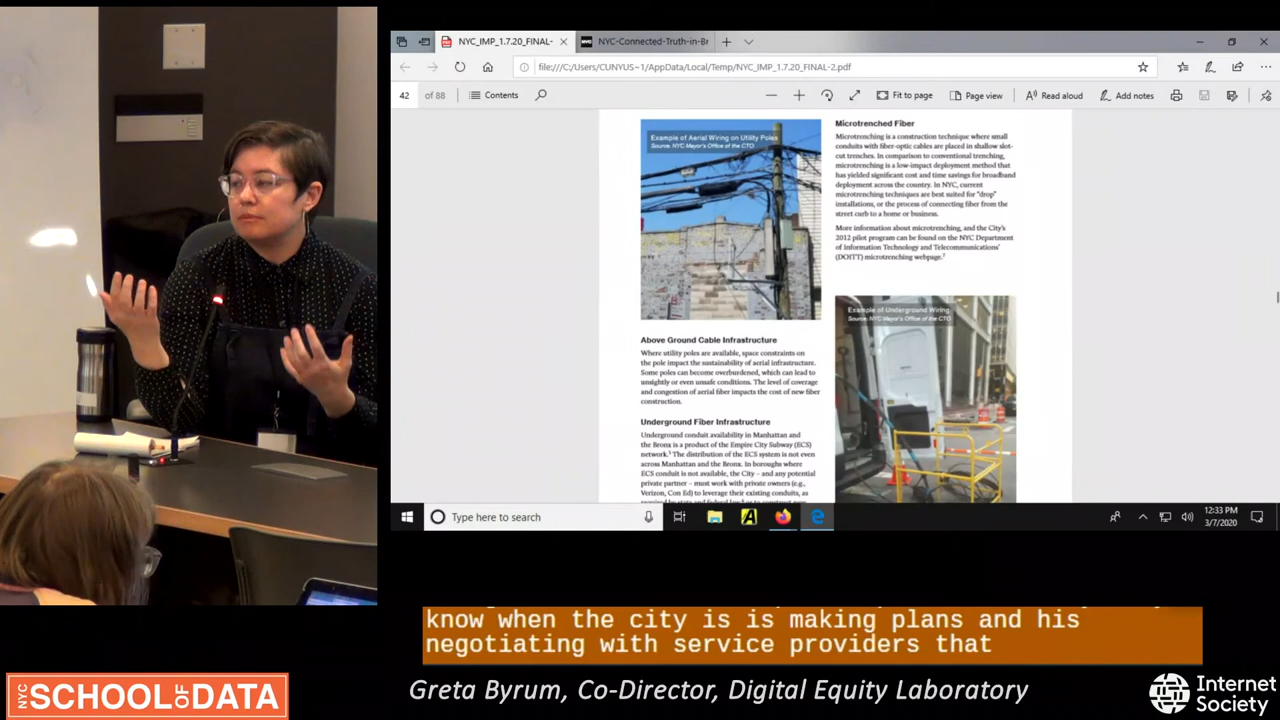 NYC_IMP_1.7.20_FINAL-
NYC-Connected-Truth-in-Br
file:///C:/Users/CUNYUS~1/AppData/Local/Temp/NYC_IMP_1.7.20_FINAL-2.pdf
42 of 88
Contents
Fit to page
Page view
Read aloud
Add notes
Example of Aerial Wiring on Utility Poles
Source: NYC Mayor's Office of the CTO
Above Ground Cable Infrastructure
Where utility poles are available, space constraints on
the pole impact the sustainability of aerial infrastructure.
Some poles can become overburdened, which can lead to
unsightly or even unsafe conditions. The level of coverage
and congestion of aerial fiber impacts the cost of new fiber
construction.
Underground Fiber Infrastructure
Underground conduit availability in Manhattan and
the Bronx is a product of the Empire City Subway (ECS)
network. The distribution of the ECS system is not even
across Manhattan and the Bronx. In boroughs where
ECS conduit is not available, the City – and any potential
private partner – must work with private owners (e.g.,
Verizon, Con Ed) to leverage their existing conduits, as
Microtrenched Fiber
Microtrenching is a construction technique where small
conduits with fiber-optic cables are placed in shallow slot-
cut trenches. In comparison to conventional trenching,
microtrenching is a low-impact deployment method that
has yielded significant cost and time savings for broadband
deployment across the country. In NYC, current
microtrenching techniques are best suited for "drop"
installations, or the process of connecting fiber from the
street curb to a home or business.
More information about microtrenching, and the City's
2012 pilot program can be found on the NYC Department
of Information Technology and Telecommunications'
(DOITT) microtrenching webpage.
Example of Underground Wiring
Source: NYC Mayor's Office of the CTO
Type here to search
12:33 PM
3/7/2020
know when the city is is making plans and his
negotiating with service providers that
NYC SCHOOL OF DATA
Greta Byrum, Co-Director, Digital Equity Laboratory
Internet
Society